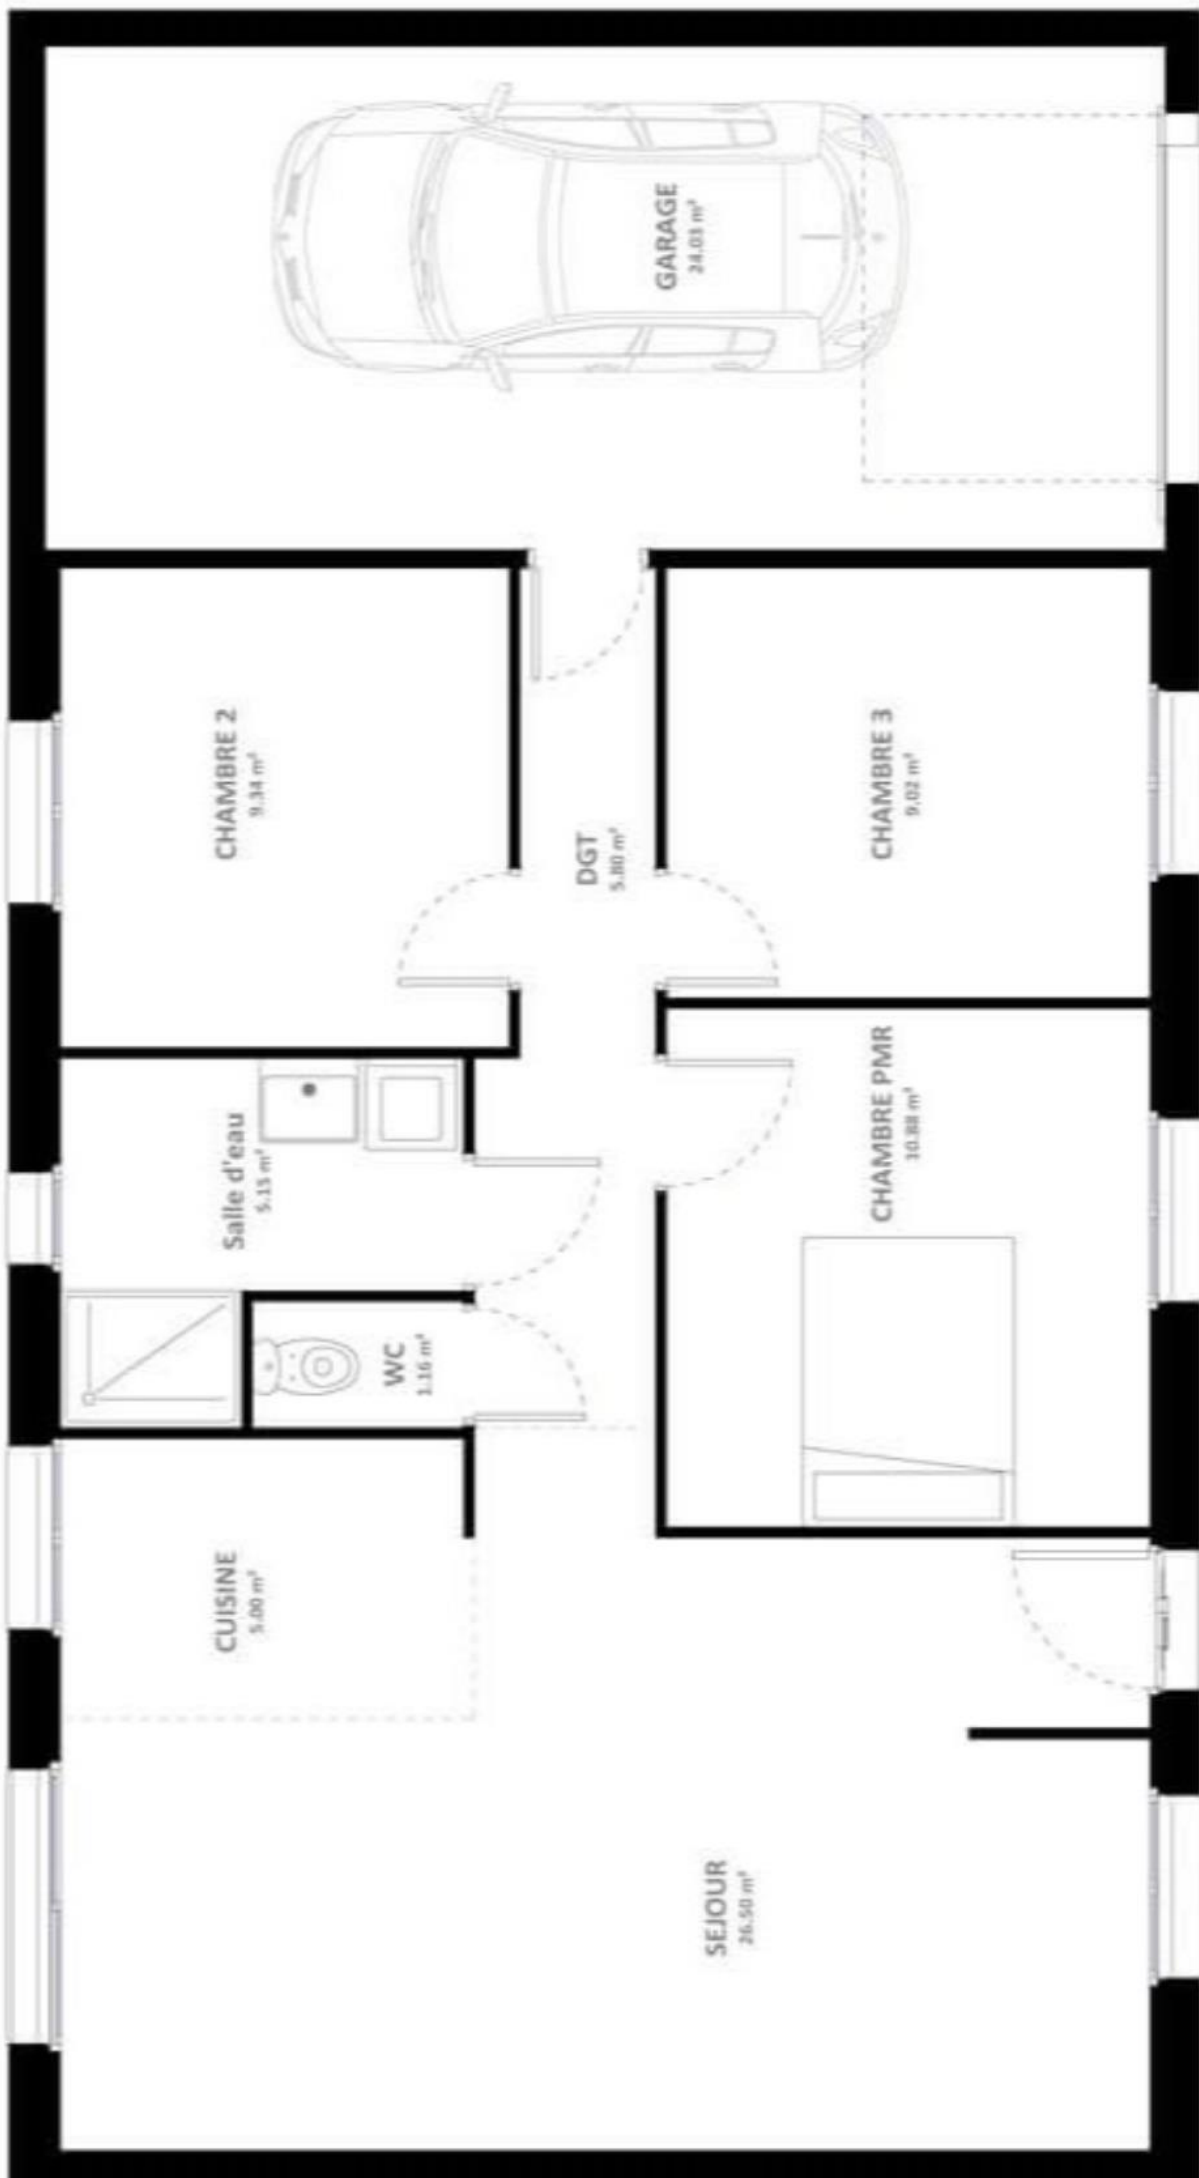 GARAGE
24.03 m²
CHAMBRE 2
9.34 m²
DGT
5.80 m²
CHAMBRE 3
9.02 m²
Salle d'eau
5.15 m²
CHAMBRE PMR
10.88 m²
WC
1.16 m²
CUISINE
5.00 m²
SEJOUR
26.50 m²